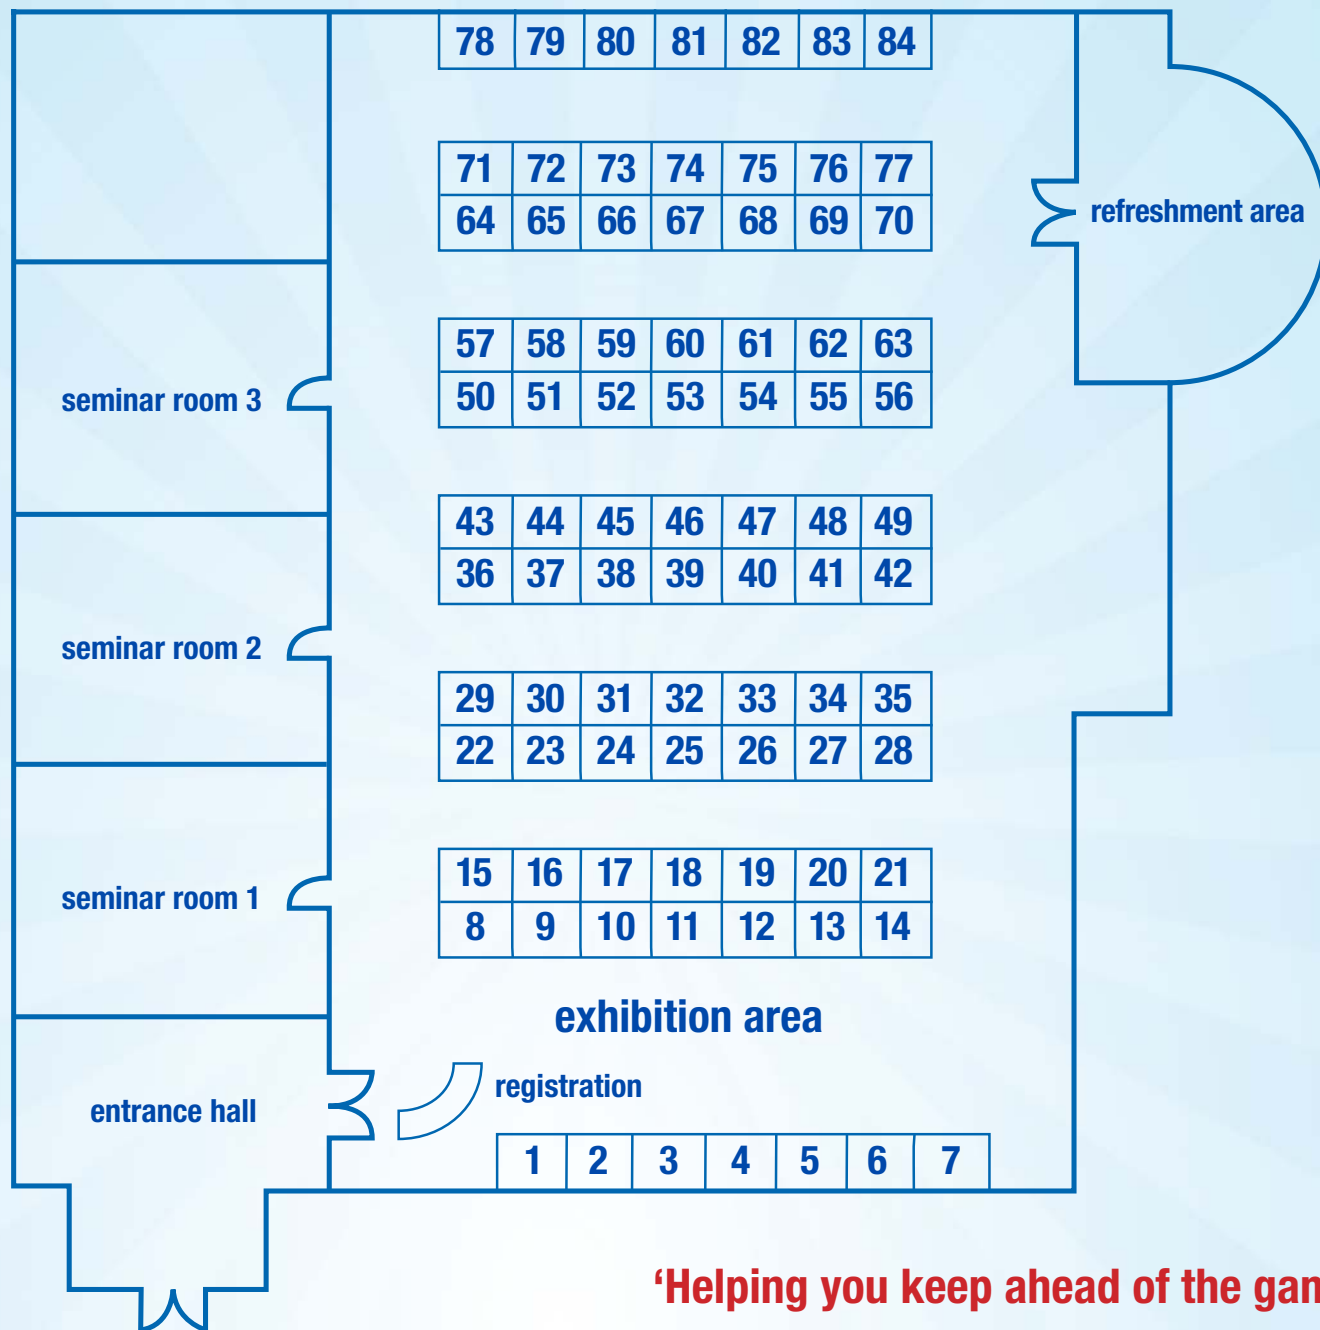 78 79 80 81 82 83 84
71 72 73 74 75 76 77
64 65 66 67 68 69 70
refreshment area
57 58 59 60 61 62 63
50 51 52 53 54 55 56
seminar room 3
43 44 45 46 47 48 49
36 37 38 39 40 41 42
seminar room 2
29 30 31 32 33 34 35
22 23 24 25 26 27 28
seminar room 1
15 16 17 18 19 20 21
8 9 10 11 12 13 14
exhibition area
registration
entrance hall
1 2 3 4 5 6 7
‘Helping you keep ahead of the